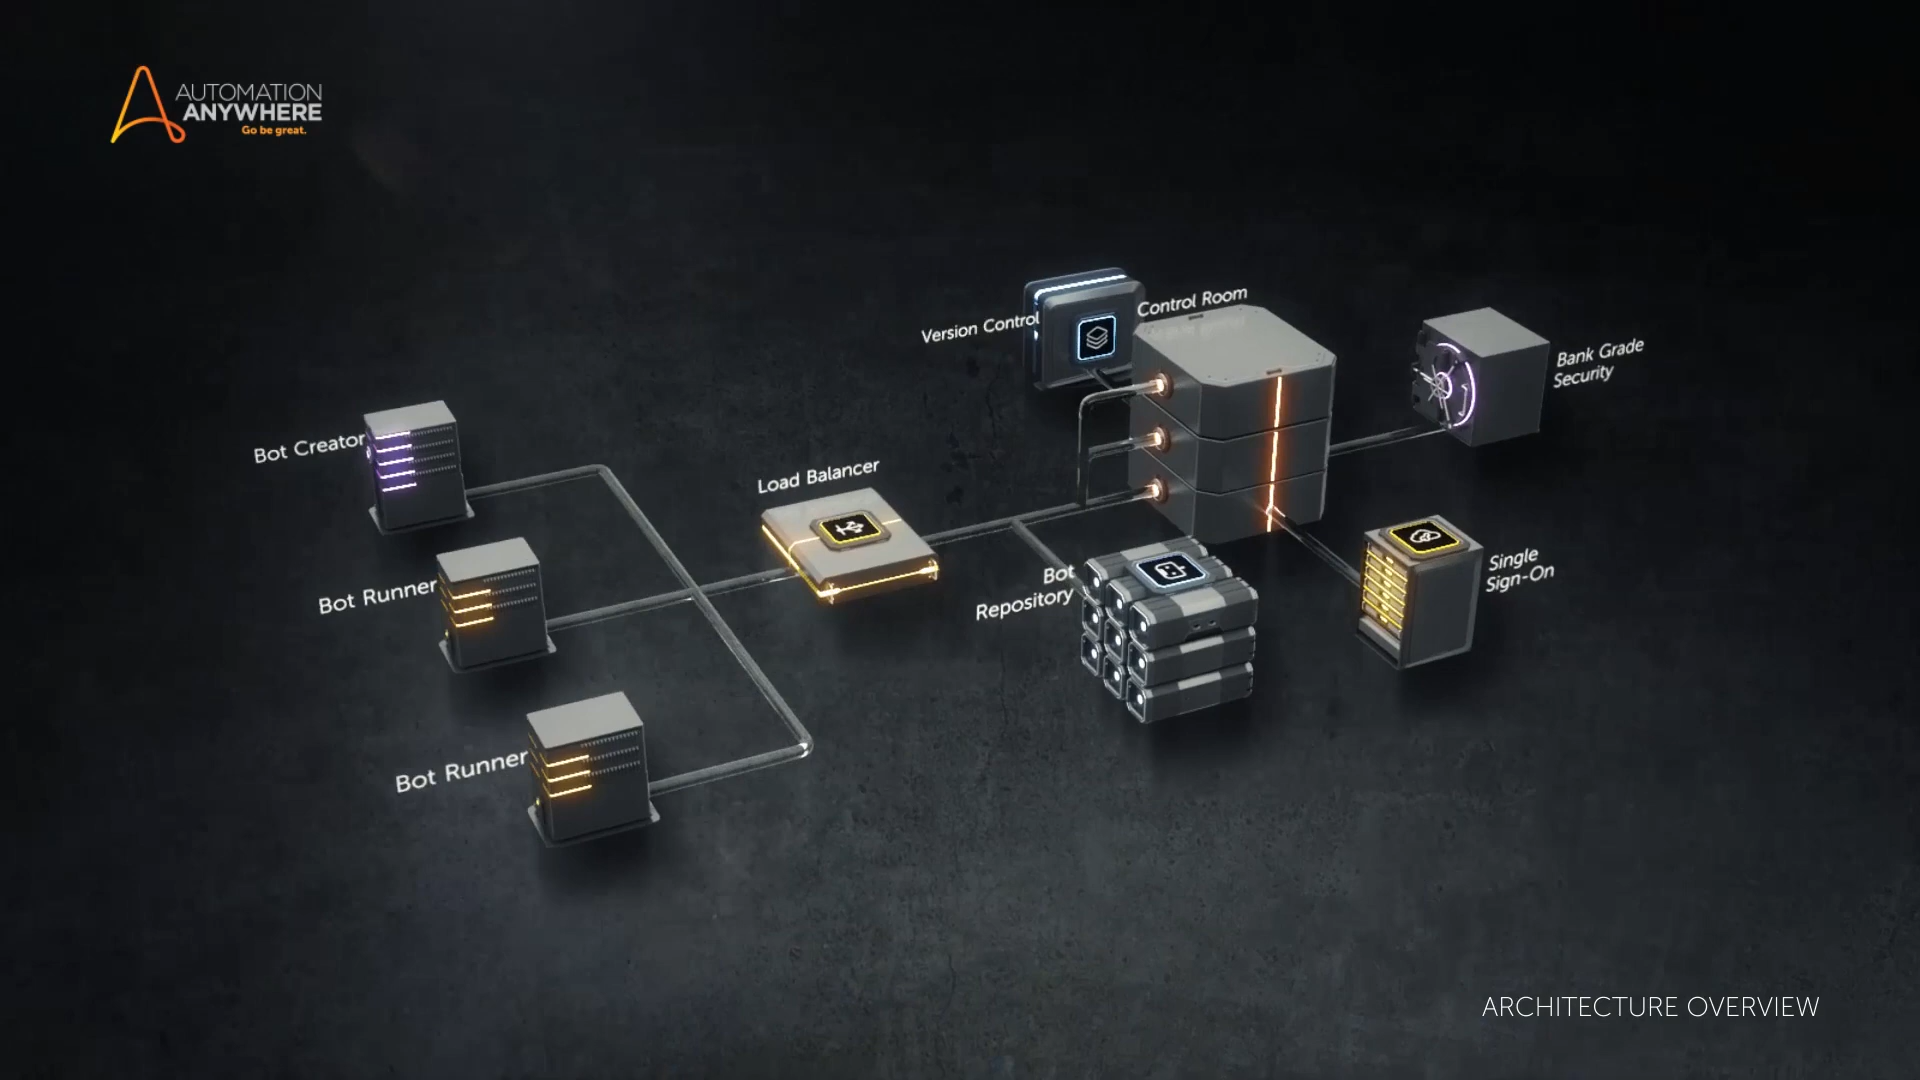 AUTOMATION
ANYWHERE
Go be great.
Version Control
Control Room
Bank Grade
Security
Bot Creator
Load Balancer
Bot Runner
Bot
Repository
Single
Sign-On
Bot Runner
ARCHITECTURE OVERVIEW